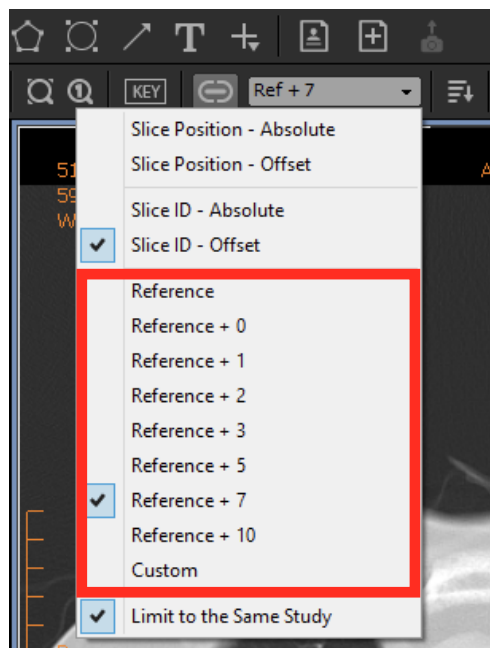 T
KEY
Ref + 7
Slice Position - Absolute
Slice Position - Offset
Slice ID - Absolute
Slice ID - Offset
Reference
Reference + 0
Reference + 1
Reference + 2
Reference + 3
Reference + 5
Reference + 7
Reference + 10
Custom
Limit to the Same Study